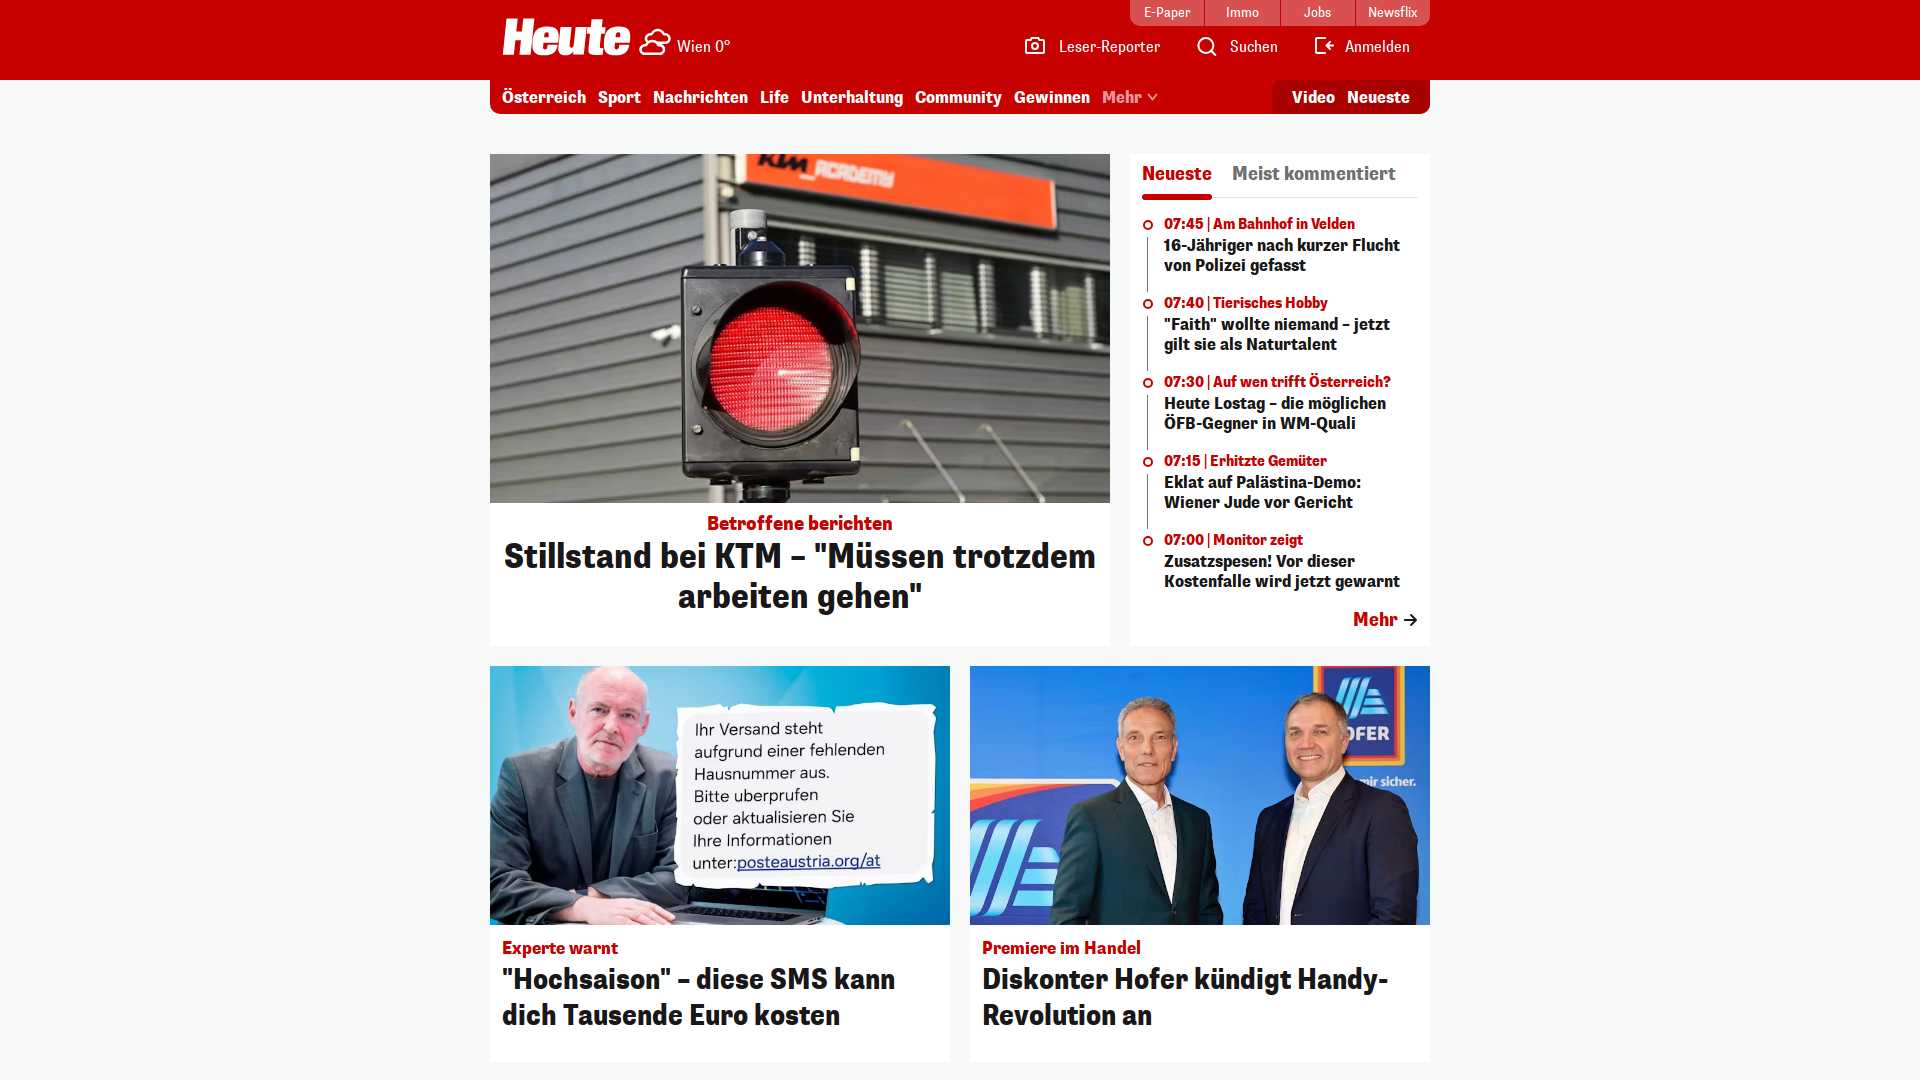 E-Paper
Immo
Jobs
Newsflix
Heute
Wien 0°
Leser-Reporter
Suchen
Anmelden
Österreich
Sport
Nachrichten
Life
Unterhaltung
Community
Gewinnen
Mehr
Video
Neueste
KTM_ACADEMY
Betroffene berichten
Stillstand bei KTM – "Müssen trotzdem
arbeiten gehen"
Neueste
Meist kommentiert
07:45 | Am Bahnhof in Velden
16-Jähriger nach kurzer Flucht
von Polizei gefasst
07:40 | Tierisches Hobby
"Faith" wollte niemand – jetzt
gilt sie als Naturtalent
07:30 | Auf wen trifft Österreich?
Heute Lostag – die möglichen
ÖFB-Gegner in WM-Quali
07:15 | Erhitzte Gemüter
Eklat auf Palästina-Demo:
Wiener Jude vor Gericht
07:00 | Monitor zeigt
Zusatzspesen! Vor dieser
Kostenfalle wird jetzt gewarnt
Mehr
Ihr Versand steht
aufgrund einer fehlenden
Hausnummer aus.
Bitte uberprufen
oder aktualisieren Sie
Ihre Informationen
unter:posteaustria.org/at
Experte warnt
"Hochsaison" – diese SMS kann
dich Tausende Euro kosten
OFER
mir sicher.
Premiere im Handel
Diskonter Hofer kündigt Handy-
Revolution an